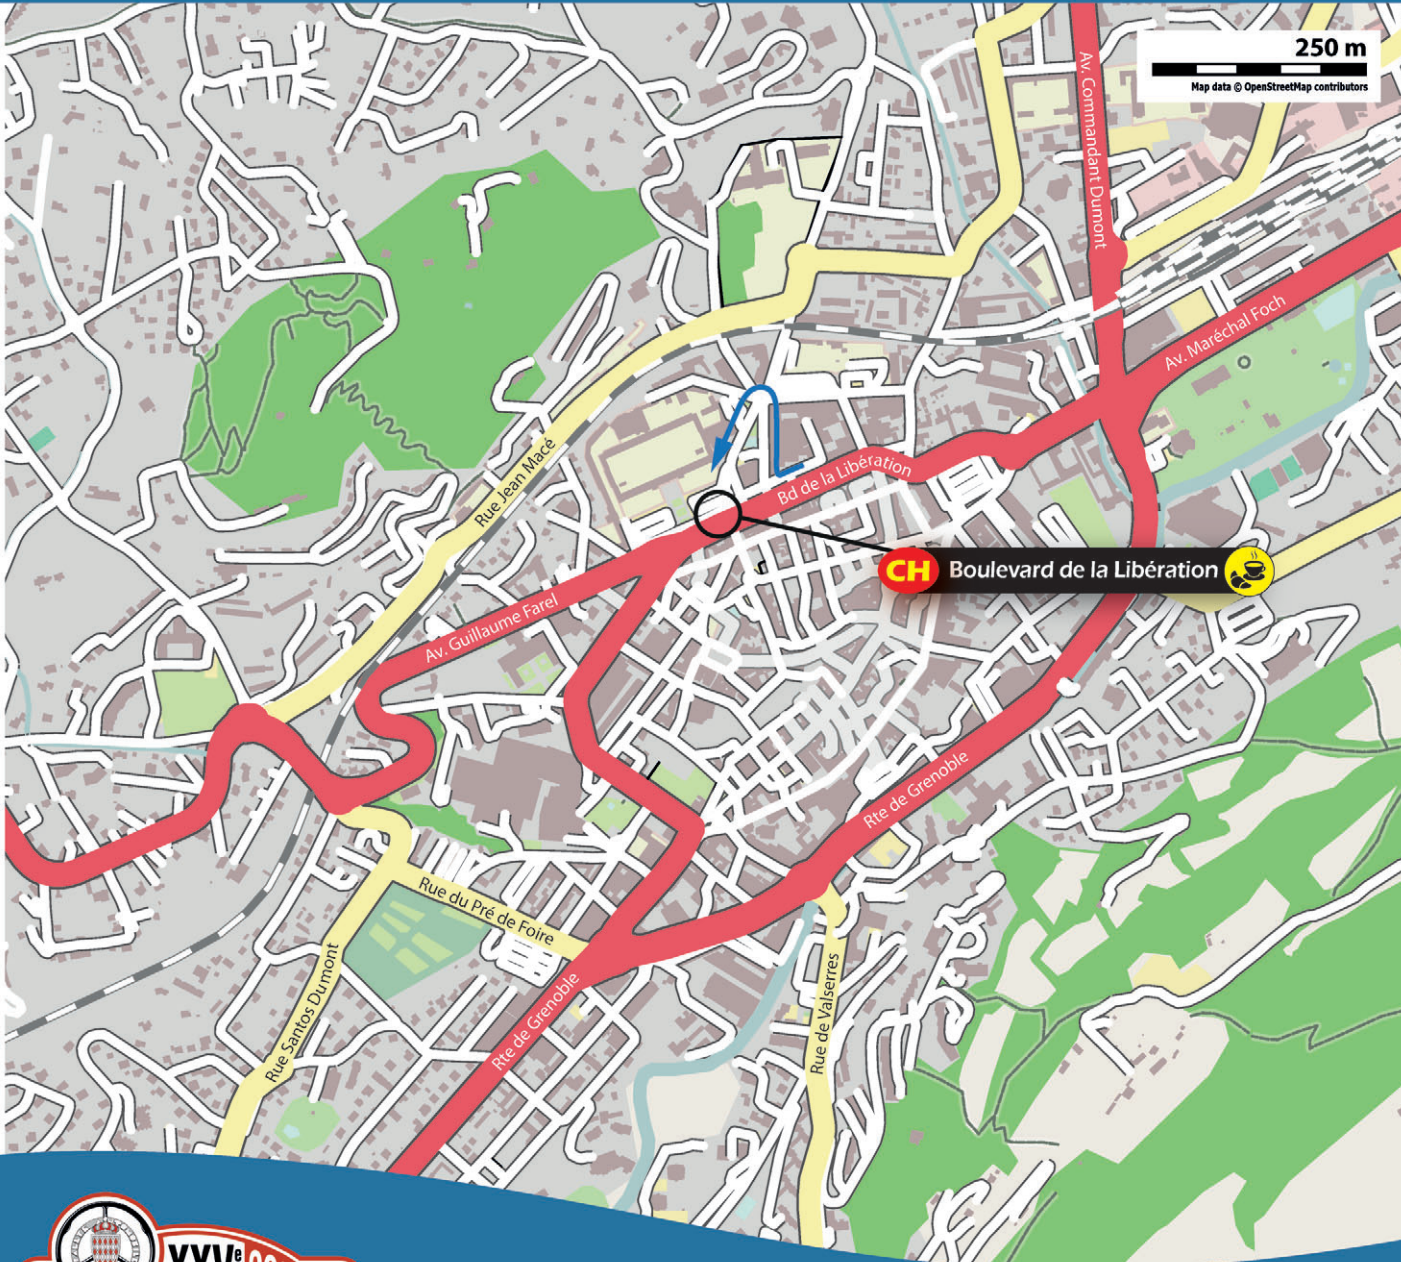 250 m
Map data © OpenStreetMap contributors
Av. Commandant Dumont
Av. Maréchal Foch
Rue Jean Macé
Bd de la Libération
CH Boulevard de la Libération
Av. Guillaume Farel
Rte de Grenoble
Rue du Pré de Foire
Rue Santos Dumont
Rte de Grenoble
Rue de Valserres
XXVe